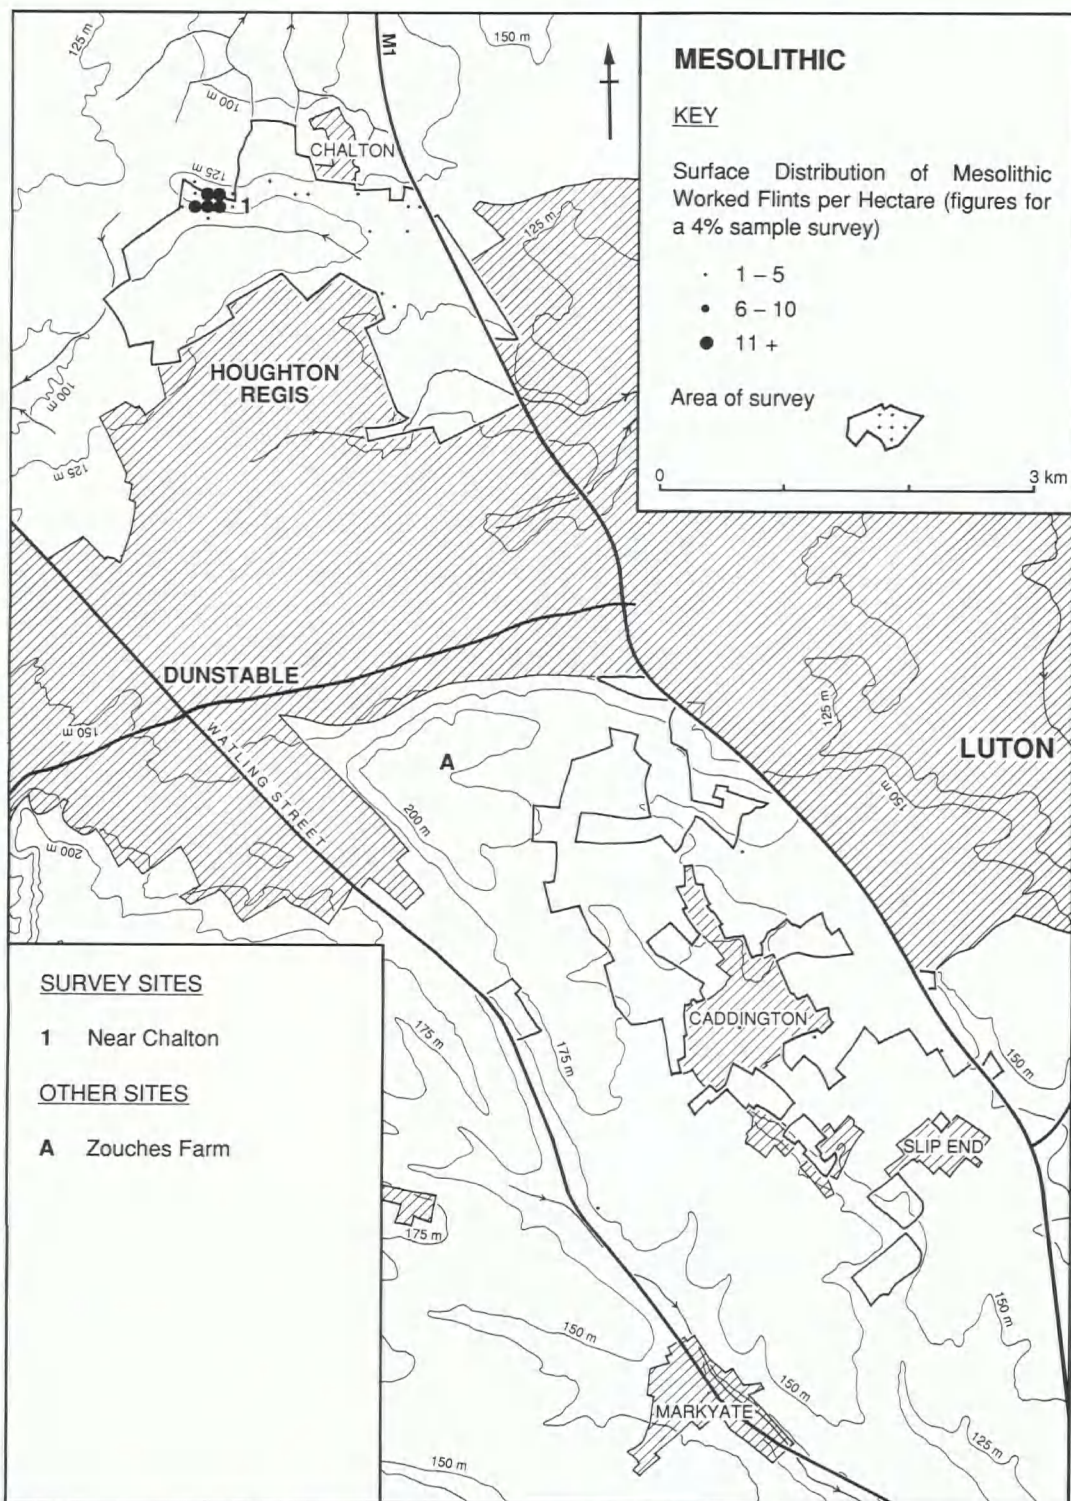 125 m
M1
150 m
100 m
CHALTON
125 m
1
125 m
HOUGHTON
REGIS
100 m
125 m
MESOLITHIC
KEY
Surface Distribution of Mesolithic
Worked Flints per Hectare (figures for
a 4% sample survey)
1 – 5
6 – 10
11 +
Area of survey
0
3 km
DUNSTABLE
150 m
WATLING STREET
A
200 m
200 m
125 m
LUTON
150 m
CADDINGTON
175 m
175 m
150 m
SLIP END
175 m
150 m
150 m
150 m
MARKYATE
125 m
150 m
SURVEY SITES
1 Near Chalton
OTHER SITES
A Zouches Farm